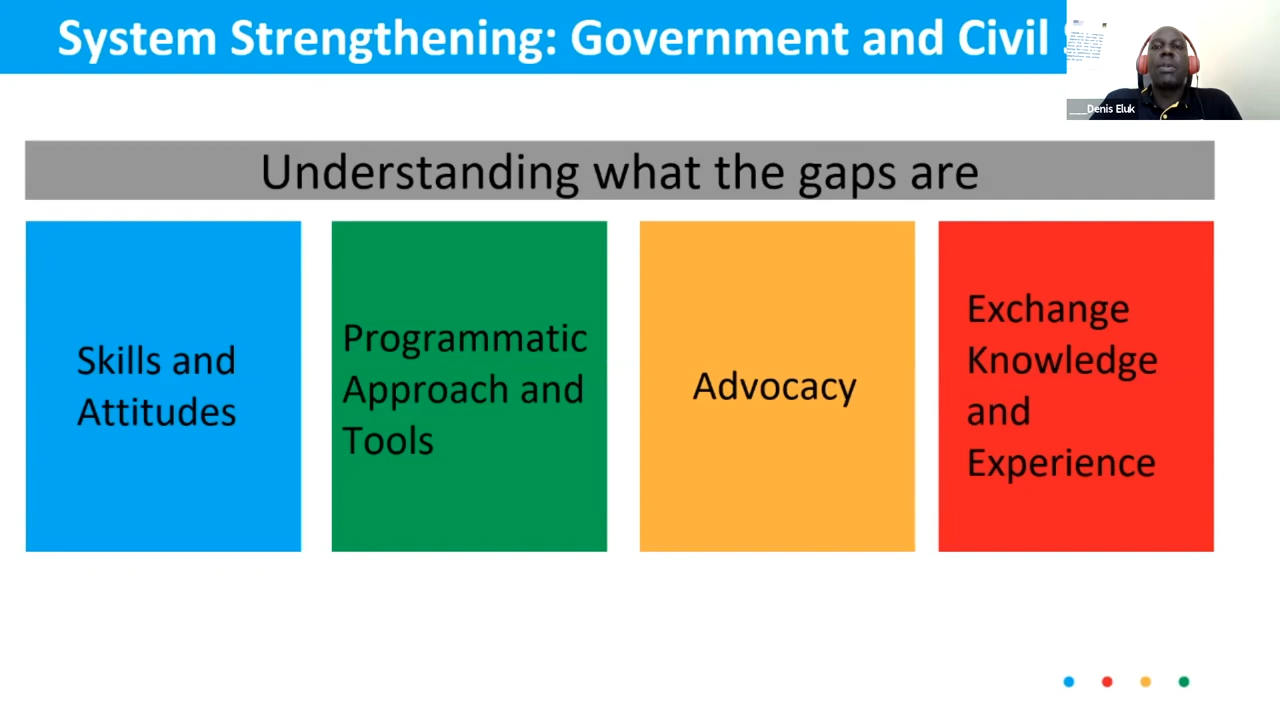 System Strengthening: Government and Civil
___Denis Eluk
Understanding what the gaps are
Skills and
Attitudes
Programmatic
Approach and
Tools
Advocacy
Exchange
Knowledge
and
Experience